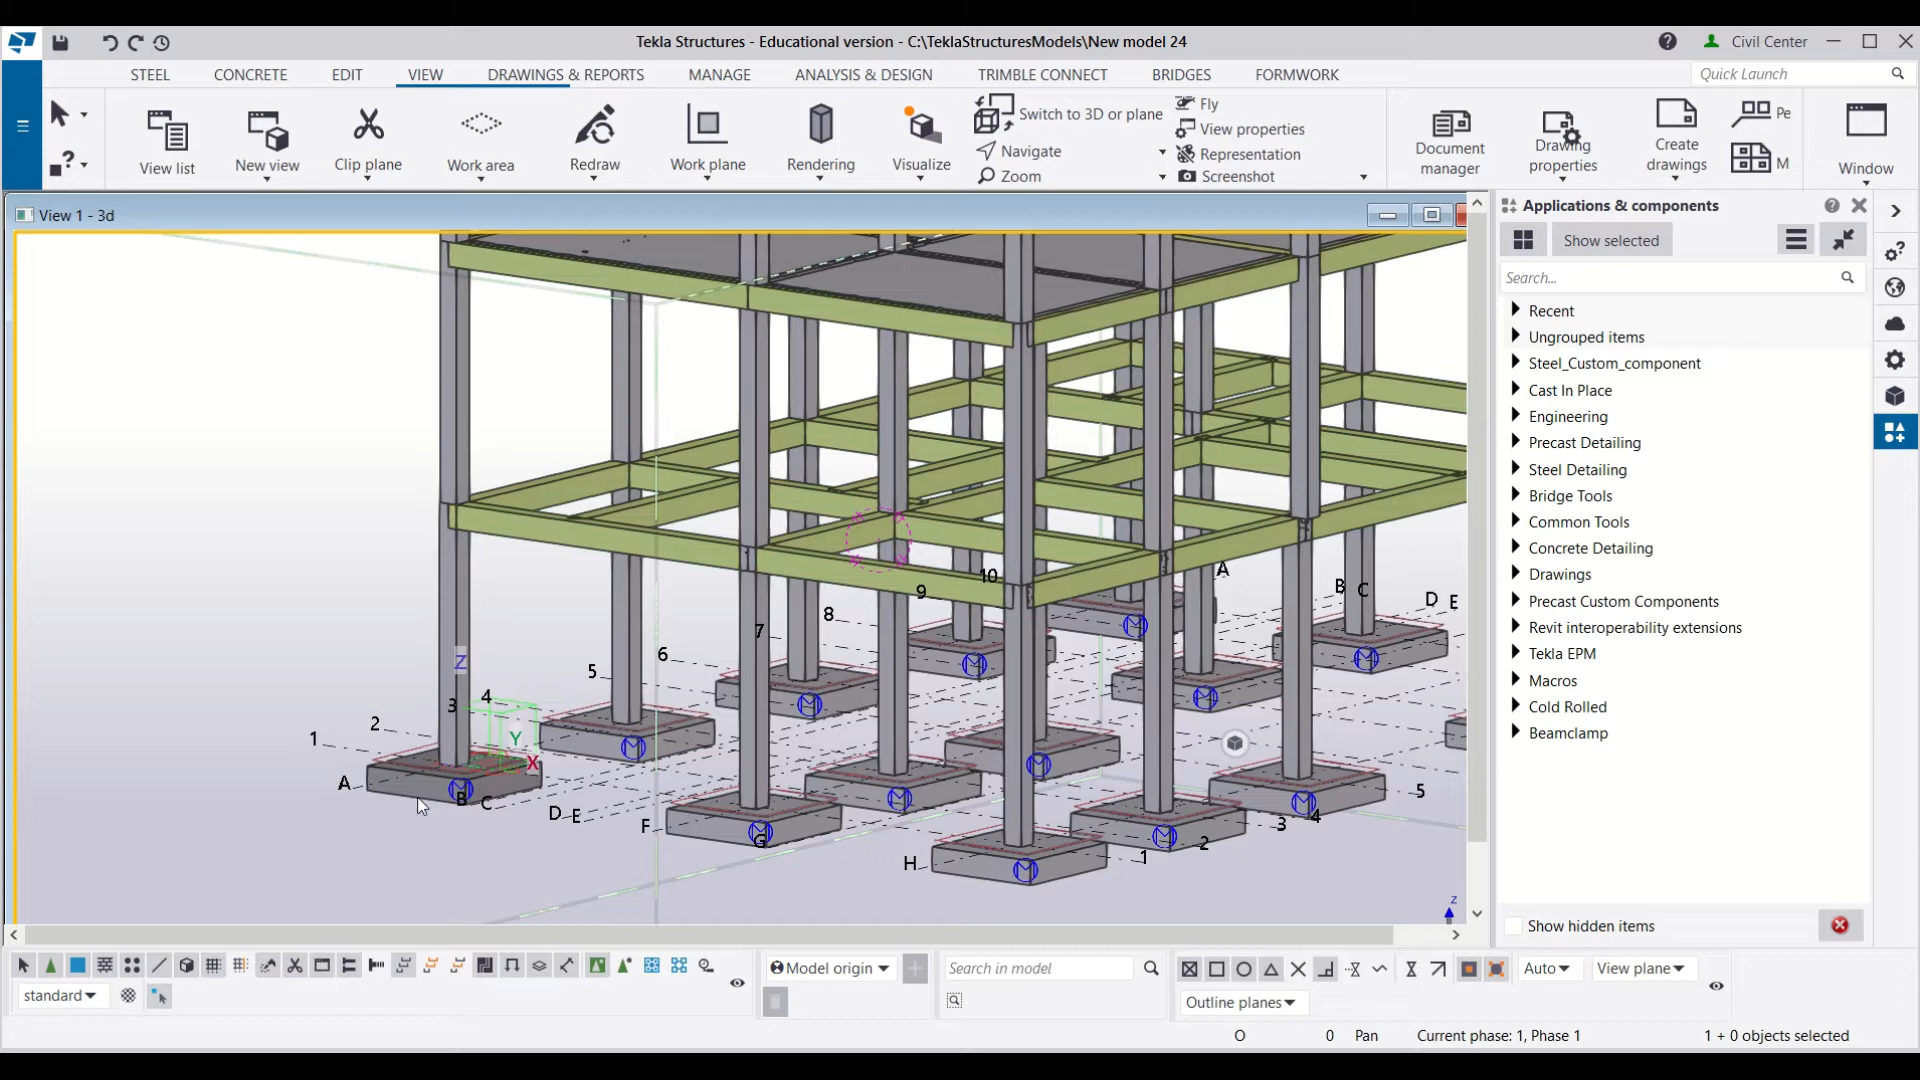 Tekla Structures - Educational version - C:\TeklaStructuresModels\New model 24
Civil Center
STEEL CONCRETE EDIT VIEW DRAWINGS & REPORTS MANAGE ANALYSIS & DESIGN TRIMBLE CONNECT BRIDGES FORMWORK
Quick Launch
View list
New view
Clip plane
Work area
Redraw
Work plane
Rendering
Visualize
Switch to 3D or plane
Navigate
Zoom
Fly
View properties
Representation
Screenshot
Document manager
Drawing properties
Create drawings
Pe
M
Window
View 1 - 3d
Applications & components
Show selected
Search...
Recent
Ungrouped items
Steel_Custom_component
Cast In Place
Engineering
Precast Detailing
Steel Detailing
Bridge Tools
Common Tools
Concrete Detailing
Drawings
Precast Custom Components
Revit interoperability extensions
Tekla EPM
Macros
Cold Rolled
Beamclamp
Show hidden items
A
10
9
B C
D E
8
7
6
5
Z
4
3
2
1
Y
X
A
B C
D E
F
G
H
1
2
3
4
5
z
Model origin
Search in model
Auto
View plane
standard
Outline planes
O 0 Pan Current phase: 1, Phase 1 1 + 0 objects selected